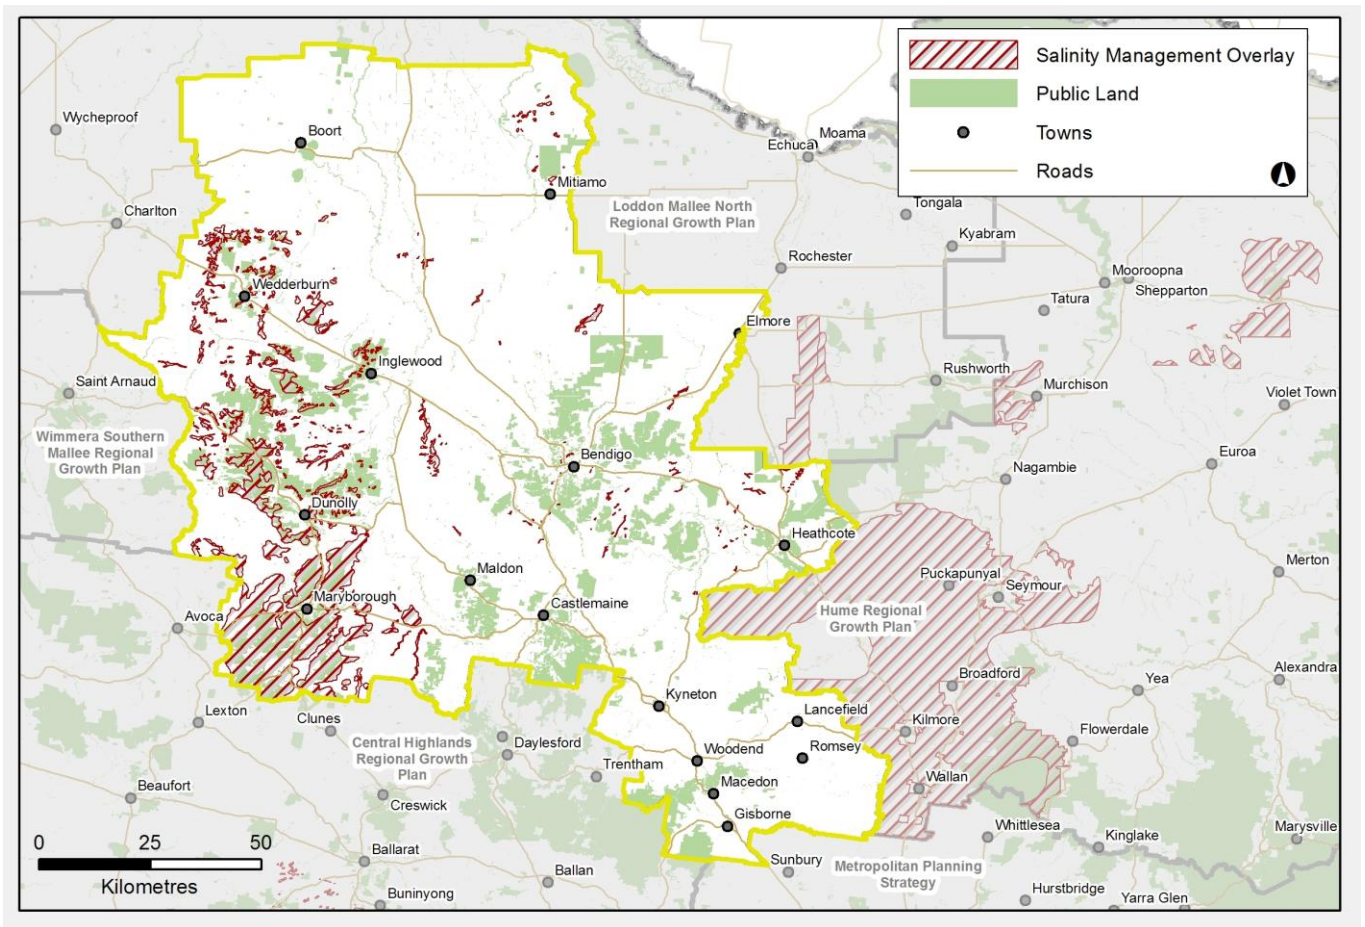 Salinity Management Overlay
Public Land
Towns
Roads
Wycheproof
Boort
Moama
Echuca
Mitiamo
Loddon Mallee North
Regional Growth Plan
Tongala
Charlton
Kyabram
Rochester
Mooroopna
Shepparton
Wedderburn
Tatura
Elmore
Inglewood
Rushworth
Murchison
Saint Arnaud
Violet Town
Wimmera Southern
Mallee Regional
Growth Plan
Bendigo
Nagambie
Euroa
Dunolly
Heathcote
Merton
Maldon
Puckapunyal
Seymour
Maryborough
Castlemaine
Hume Regional
Growth Plan
Avoca
Broadford
Yea
Alexandra
Kyneton
Lexton
Clunes
Lancefield
Kilmore
Flowerdale
Central Highlands
Regional Growth
Plan
Daylesford
Woodend
Romsey
Trentham
Macedon
Wallan
Beaufort
Creswick
Gisborne
Whittlesea
Kinglake
Marysville
0
25
50
Kilometres
Ballarat
Ballan
Sunbury
Metropolitan Planning
Strategy
Buninyong
Hurstbridge
Yarra Glen